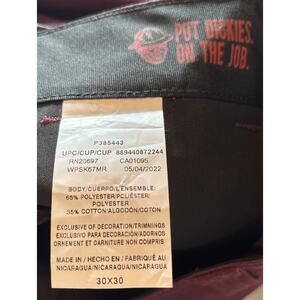 PUT DICKIES
ON THE JOB.
P385443
UPC/CUP/CUP 889440872244
RN20697 CA01095
WPSK67MR 05/04/2022
BODY/CUERPO/L'ENSEMBLE:
65% POLYESTER/POLIÉSTER/
POLYESTER
35% COTTON/ALGODÓN/COTON
EXCLUSIVE OF DECORATION/TRIMMINGS
EXCLUSIVO PARA DECORACIÓN/ADORNOS
ORNEMENT ET GARNITURE NON COMPRIS
MADE IN / HECHO EN / FABRIQUÉ AU
NICARAGUA/NICARAGUA/NICARAGUA
30X30